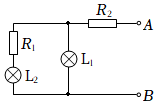 R₂ A
R₁ L₁
L₂ B